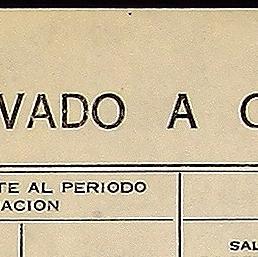 VADO A
TE AL PERIODO
ACION
SAL